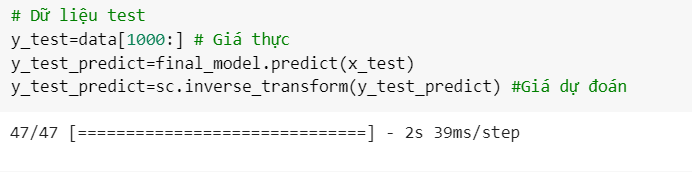 # Dữ liệu test
y_test=data[1000:] # Giá thực
y_test_predict=final_model.predict(x_test)
y_test_predict=sc.inverse_transform(y_test_predict) #Giá dự đoán
47/47 [==============================] - 2s 39ms/step